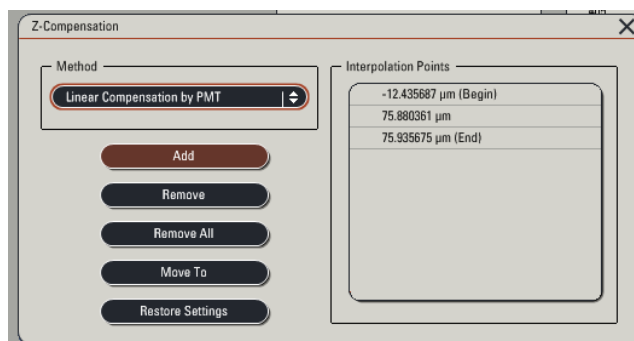 Z-Compensation
Method
Linear Compensation by PMT
Add
Remove
Remove All
Move To
Restore Settings
Interpolation Points
-12.435687 µm (Begin)
75.880361 µm
75.935675 µm (End)